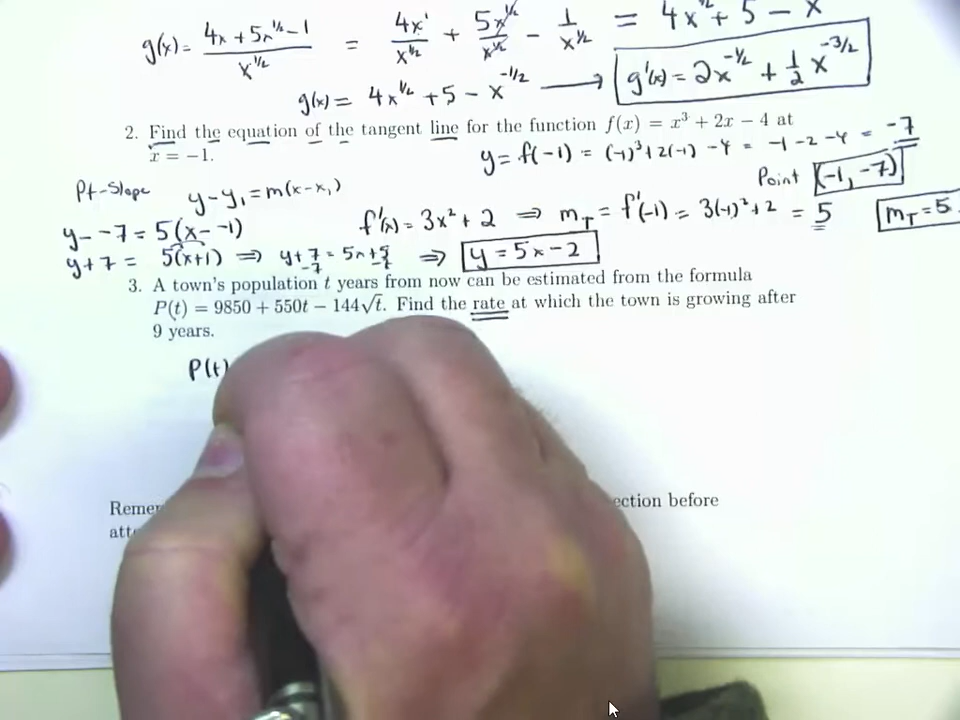 g(x) = (4x + 5x^{1/2} - 1)/x^{1/2} = 4x^1/x^{1/2} + 5x^{1/2}/x^{1/2} - 1/x^{1/2} = 4x^{1/2} + 5 - x
g(x) = 4x^{1/2} + 5 - x^{-1/2} → g'(x) = 2x^{-1/2} + 1/2 x^{-3/2}
2. Find the equation of the tangent line for the function f(x) = x³ + 2x − 4 at
x = −1.
y = f(-1) = (-1)³ + 2(-1) - 4 = -1 - 2 - 4 = -7
Point (-1, -7)
Pt-Slope y - y₁ = m(x - x₁)
f'(x) = 3x² + 2 ⇒ m_T = f'(-1) = 3(-1)² + 2 = 5 m_T = 5
y - -7 = 5(x - -1)
y + 7 = 5(x+1) ⇒ y + 7 = 5x + 5 ⇒ y = 5x - 2
-7
3. A town's population t years from now can be estimated from the formula
P(t) = 9850 + 550t − 144√t. Find the rate at which the town is growing after
9 years.
P(t)
ection before